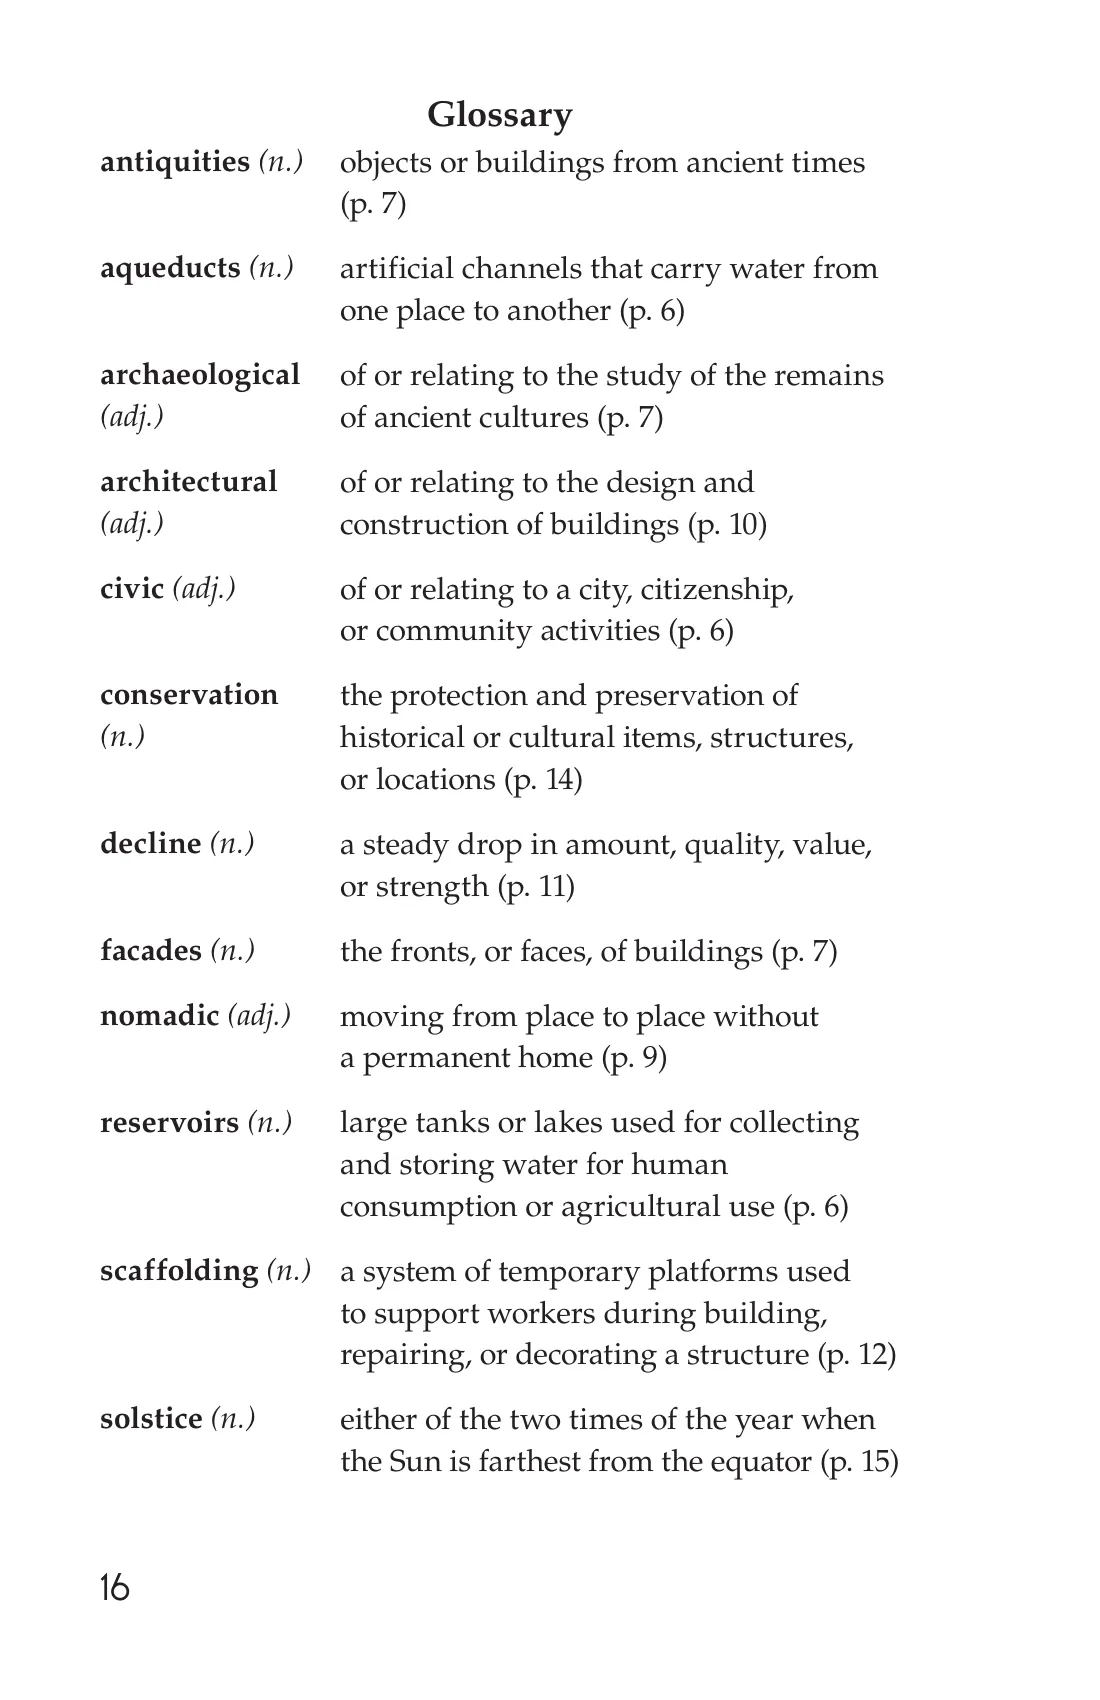 Glossary
antiquities (n.) objects or buildings from ancient times
(p. 7)
aqueducts (n.) artificial channels that carry water from
one place to another (p. 6)
archaeological of or relating to the study of the remains
(adj.) of ancient cultures (p. 7)
architectural of or relating to the design and
(adj.) construction of buildings (p. 10)
civic (adj.) of or relating to a city, citizenship,
or community activities (p. 6)
conservation the protection and preservation of
(n.) historical or cultural items, structures,
or locations (p. 14)
decline (n.) a steady drop in amount, quality, value,
or strength (p. 11)
facades (n.) the fronts, or faces, of buildings (p. 7)
nomadic (adj.) moving from place to place without
a permanent home (p. 9)
reservoirs (n.) large tanks or lakes used for collecting
and storing water for human
consumption or agricultural use (p. 6)
scaffolding (n.) a system of temporary platforms used
to support workers during building,
repairing, or decorating a structure (p. 12)
solstice (n.) either of the two times of the year when
the Sun is farthest from the equator (p. 15)
16